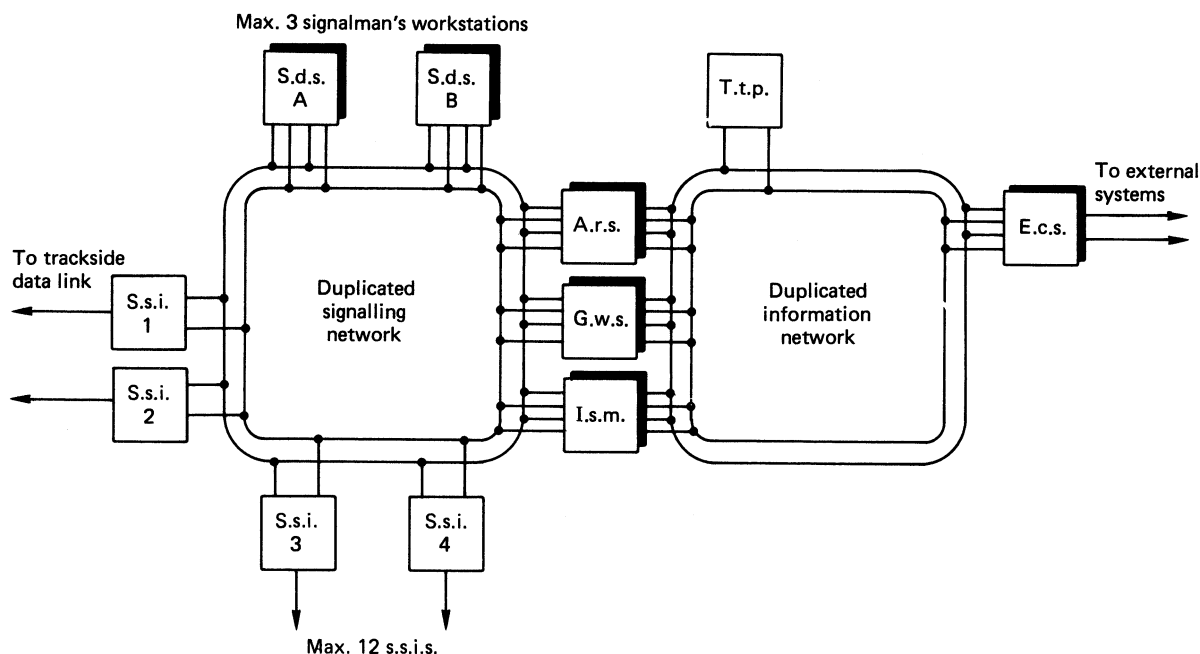 Max. 3 signalman's workstations
S.d.s.
A
S.d.s.
B
T.t.p.
To external
systems
A.r.s.
E.c.s.
To trackside
data link
S.s.i.
1
Duplicated
signalling
network
G.w.s.
Duplicated
information
network
S.s.i.
2
I.s.m.
S.s.i.
3
S.s.i.
4
Max. 12 s.s.i.s.